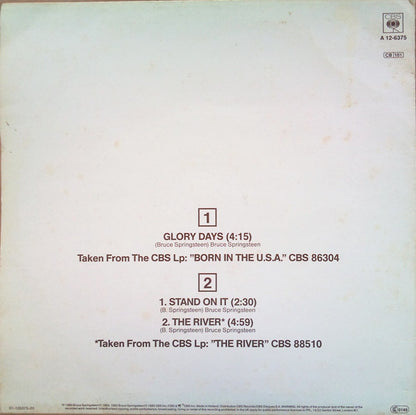 CBS
A 12-6375
CB 151
1
GLORY DAYS (4:15)
(Bruce Springsteen) Bruce Springsteen
Taken From The CBS Lp: "BORN IN THE U.S.A." CBS 86304
2
1. STAND ON IT (2:30)
(B. Springsteen) Bruce Springsteen
2. THE RIVER* (4:59)
(B. Springsteen) Bruce Springsteen
*Taken From The CBS Lp: "THE RIVER" CBS 88510